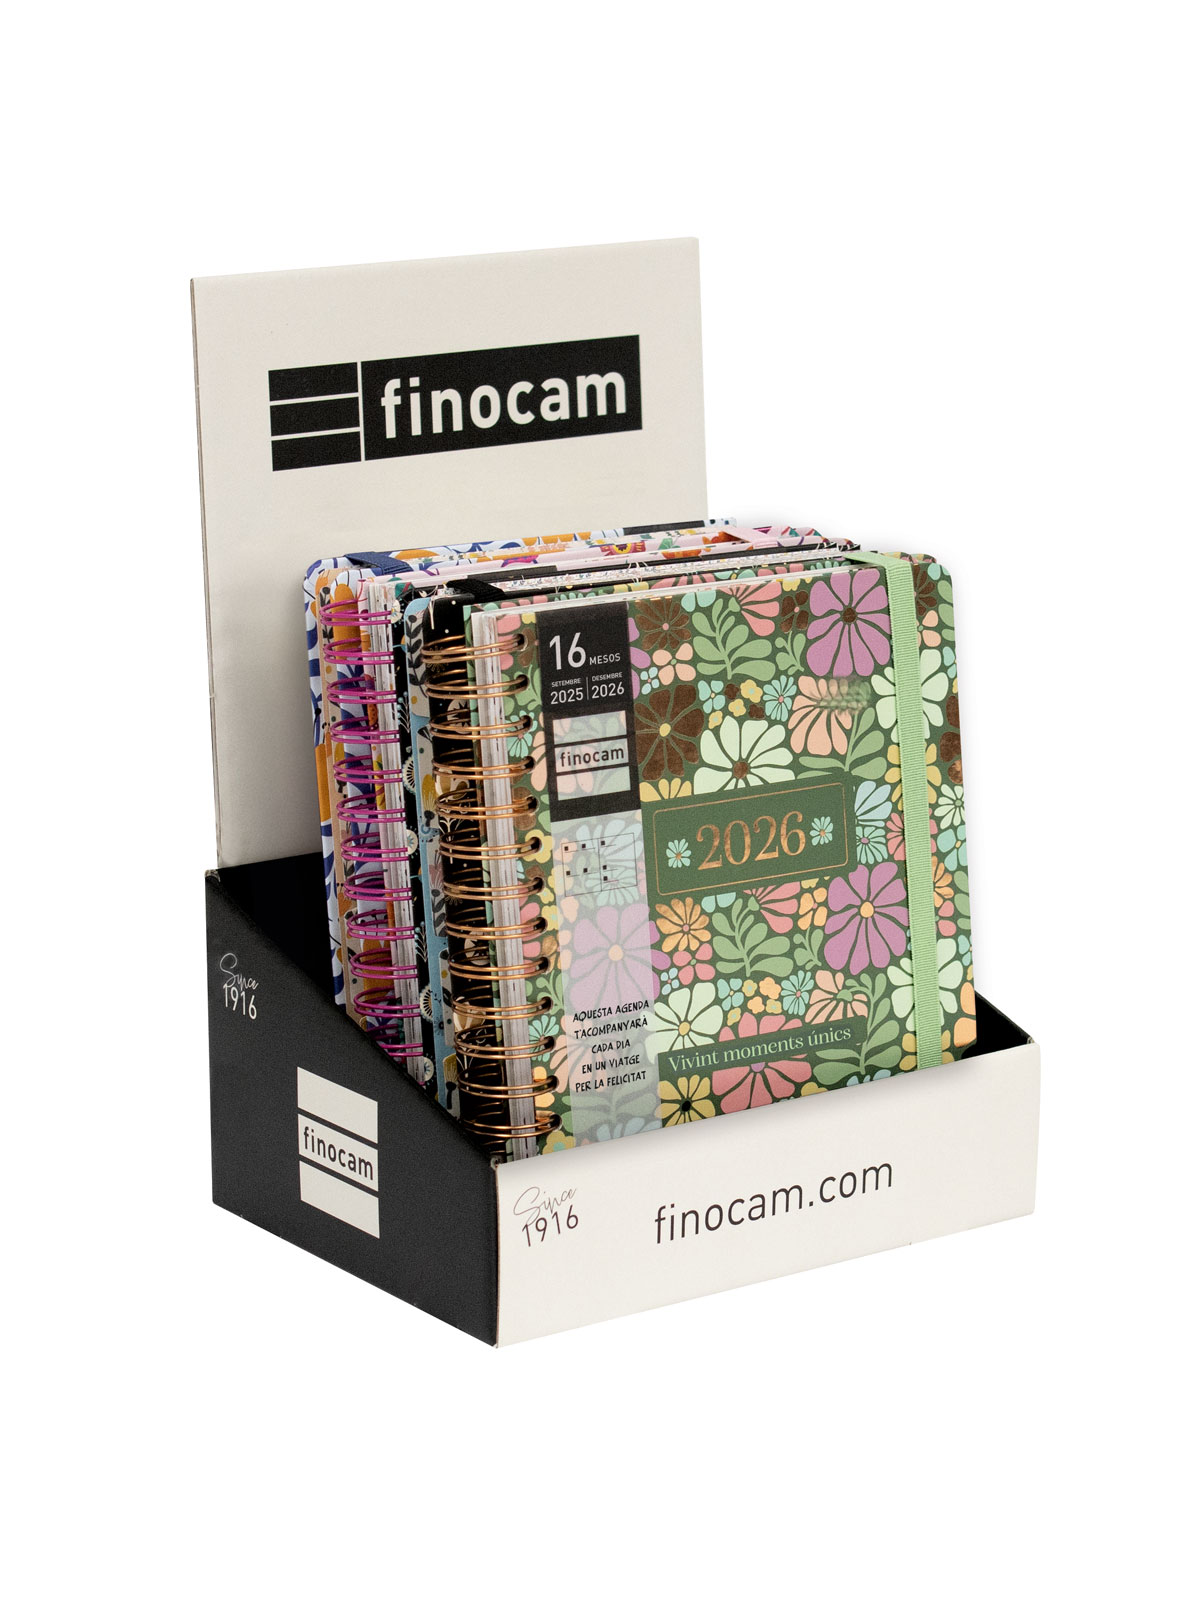 finocam
16 MESOS
SETEMBRE 2025 | DESEMBRE 2026
finocam
2026
AQUESTA AGENDA
T'ACOMPANYARÀ
CADA DIA
EN UN VIATGE
PER LA FELICITAT
Vivint moments únics
Since
1916
finocam
Since
1916
finocam.com